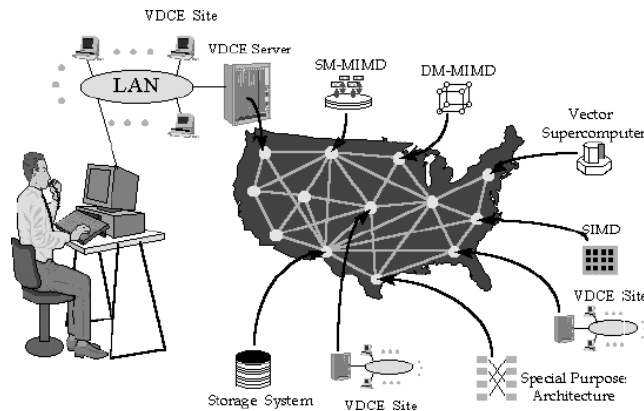 VDCE Site
VDCE Server
LAN
SM-MIMD
DM-MIMD
Vector
Supercomputer
SIMD
VDCE Site
Storage System
VDCE Site
Special Purpose
Architecture